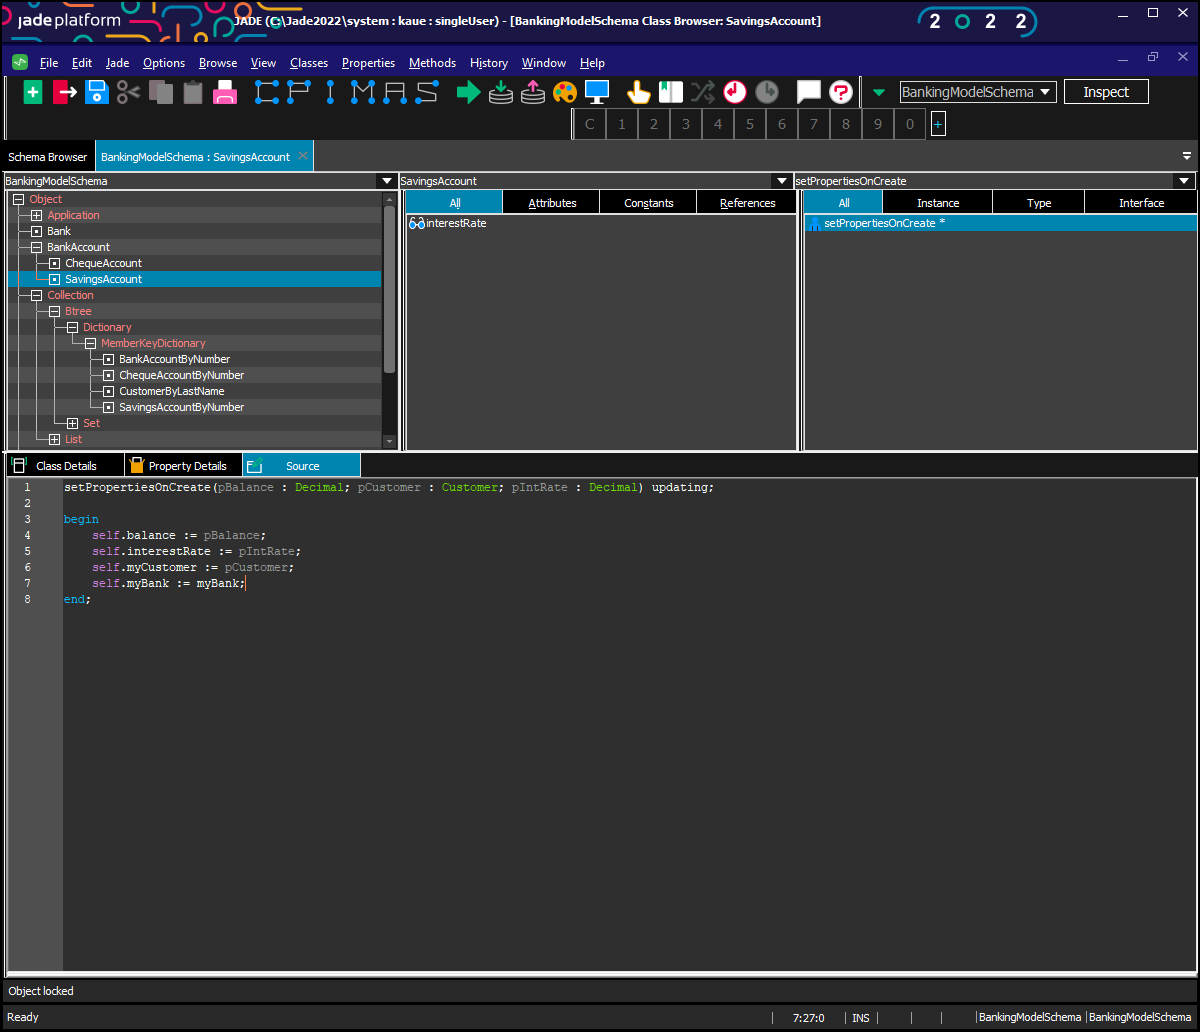 jade platform JADE (C:\Jade2022\system : kaue : singleUser) - [BankingModelSchema Class Browser: SavingsAccount] 2 0 2 2
File Edit Jade Options Browse View Classes Properties Methods History Window Help
C P I M A S BankingModelSchema Inspect
C 1 2 3 4 5 6 7 8 9 0 +
Schema Browser BankingModelSchema : SavingsAccount
BankingModelSchema SavingsAccount setPropertiesOnCreate
Object
Application
Bank
BankAccount
ChequeAccount
SavingsAccount
Collection
Btree
Dictionary
MemberKeyDictionary
BankAccountByNumber
ChequeAccountByNumber
CustomerByLastName
SavingsAccountByNumber
Set
List
All Attributes Constants References
interestRate
All Instance Type Interface
setPropertiesOnCreate *
Class Details Property Details Source
1 setPropertiesOnCreate(pBalance : Decimal; pCustomer : Customer; pIntRate : Decimal) updating;
2
3 begin
4 self.balance := pBalance;
5 self.interestRate := pIntRate;
6 self.myCustomer := pCustomer;
7 self.myBank := myBank;
8 end;
Object locked
Ready 7:27:0 INS BankingModelSchema BankingModelSchema